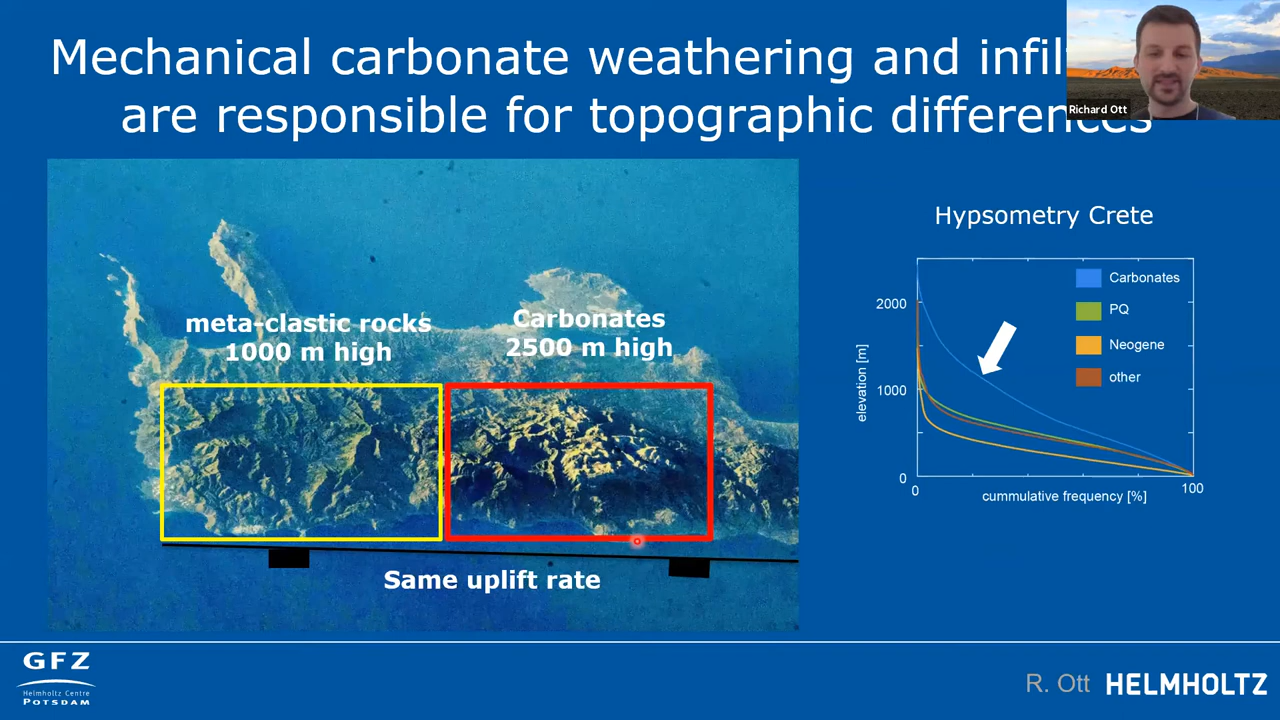 Mechanical carbonate weathering and infil
are responsible for topographic differences
Richard Ott
meta-clastic rocks
1000 m high
Carbonates
2500 m high
Same uplift rate
Hypsometry Crete
Carbonates
PQ
Neogene
other
2000
1000
0
elevation [m]
0
100
cummulative frequency [%]
GFZ
Helmholtz Centre
POTSDAM
R. Ott HELMHOLTZ